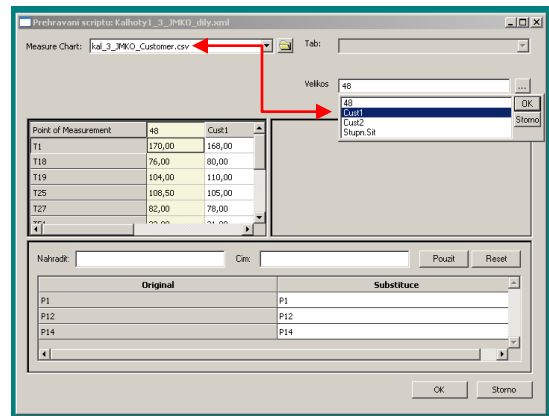 Prehravani scriptu: Kalhoty1_3_JMKO_dily.xml
Measure Chart: kal_3_JMKO_Customer.csv Tab:
Velikos 48 ...
48 OK
Cust1
Cust2 Storno
Stupn.Sit
Point of Measurement 48 Cust1
T1 170,00 168,00
T18 76,00 80,00
T19 104,00 110,00
T25 108,50 105,00
T27 82,00 78,00
Nahradit: Cim: Pouzit Reset
Original Substituce
P1 P1
P12 P12
P14 P14
OK Storno